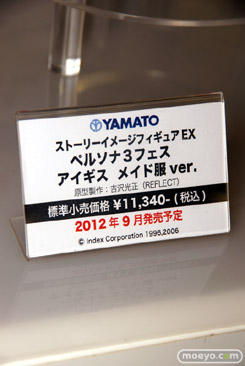 YAMATO
ストーリーイメージフィギュアEX
ペルソナ3フェス
アイギス メイド服 ver.
原型製作:古沢光正(REFLECT)
標準小売価格 ¥11,340-(税込)
2012年9月発売予定
© Index Corporation 1996,2006
moeyo.com